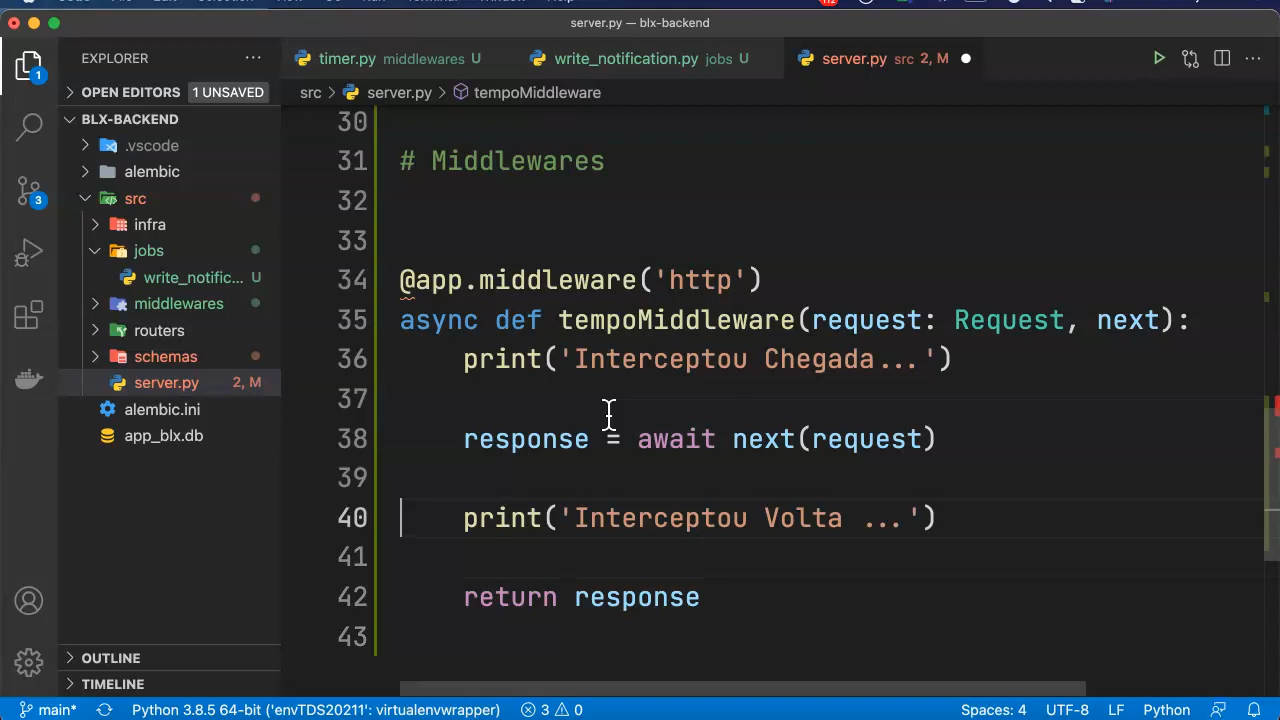 server.py — blx-backend
EXPLORER
timer.py middlewares U
write_notification.py jobs U
server.py src 2, M
OPEN EDITORS 1 UNSAVED
src > server.py > tempoMiddleware
BLX-BACKEND
.vscode
alembic
src
infra
jobs
write_notific... U
middlewares
routers
schemas
server.py 2, M
alembic.ini
app_blx.db
OUTLINE
TIMELINE
1
3
30
31 # Middlewares
32
33
34 @app.middleware('http')
35 async def tempoMiddleware(request: Request, next):
36 print('Interceptou Chegada...')
37
38 response = await next(request)
39
40 print('Interceptou Volta ...')
41
42 return response
43
main* Python 3.8.5 64-bit ('envTDS20211': virtualenvwrapper) 3 0 Spaces: 4 UTF-8 LF Python